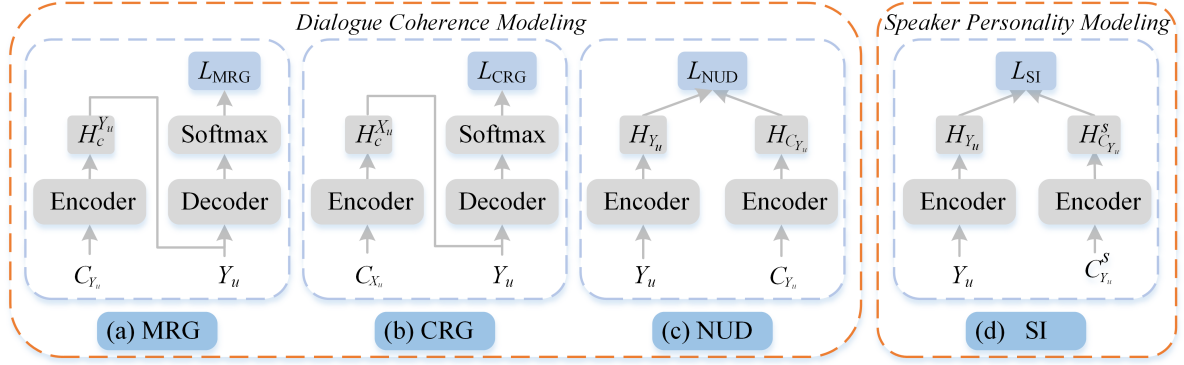 Dialogue Coherence Modeling
Speaker Personality Modeling
L_MRG
H_c^{Y_u}
Softmax
Encoder
Decoder
C_{Y_u}
Y_u
(a) MRG
L_CRG
H_c^{X_u}
Softmax
Encoder
Decoder
C_{X_u}
Y_u
(b) CRG
L_NUD
H_{Y_u}
H_{C_{Y_u}}
Encoder
Encoder
Y_u
C_{Y_u}
(c) NUD
L_SI
H_{Y_u}
H^s_{C_{Y_u}}
Encoder
Encoder
Y_u
C^s_{Y_u}
(d) SI